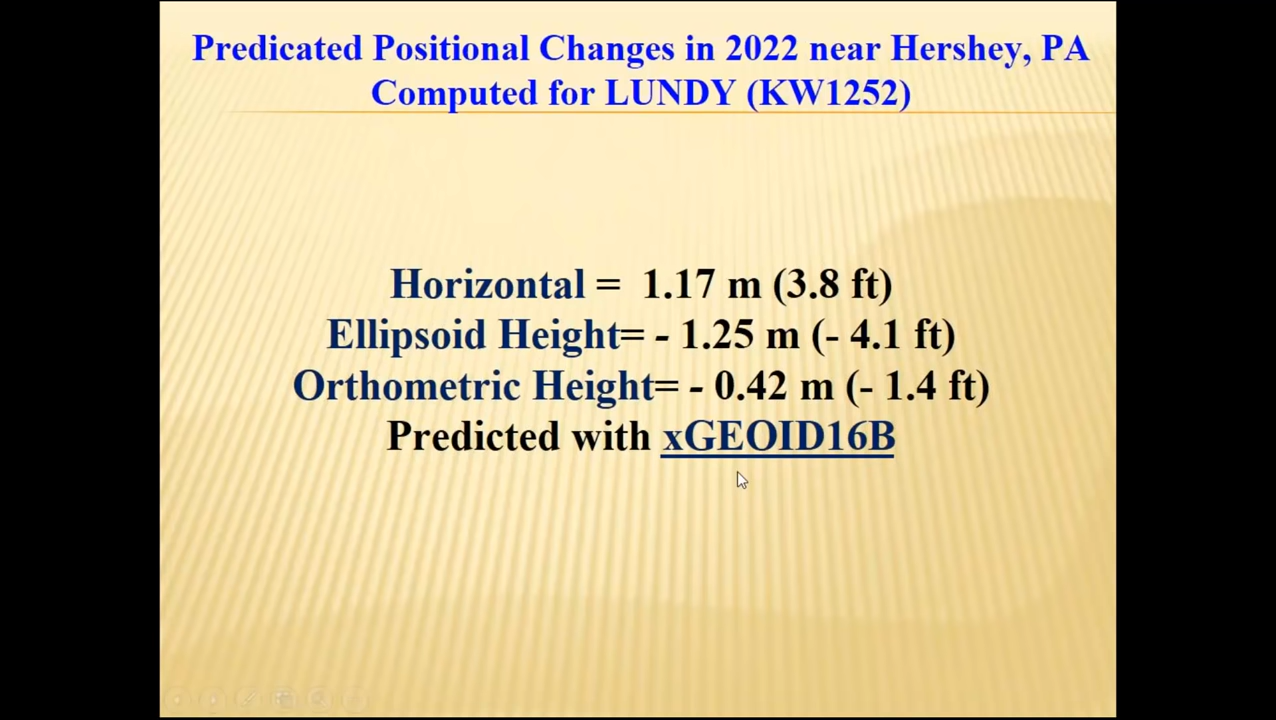 Predicated Positional Changes in 2022 near Hershey, PA
Computed for LUNDY (KW1252)
Horizontal = 1.17 m (3.8 ft)
Ellipsoid Height= - 1.25 m (- 4.1 ft)
Orthometric Height= - 0.42 m (- 1.4 ft)
Predicted with xGEOID16B